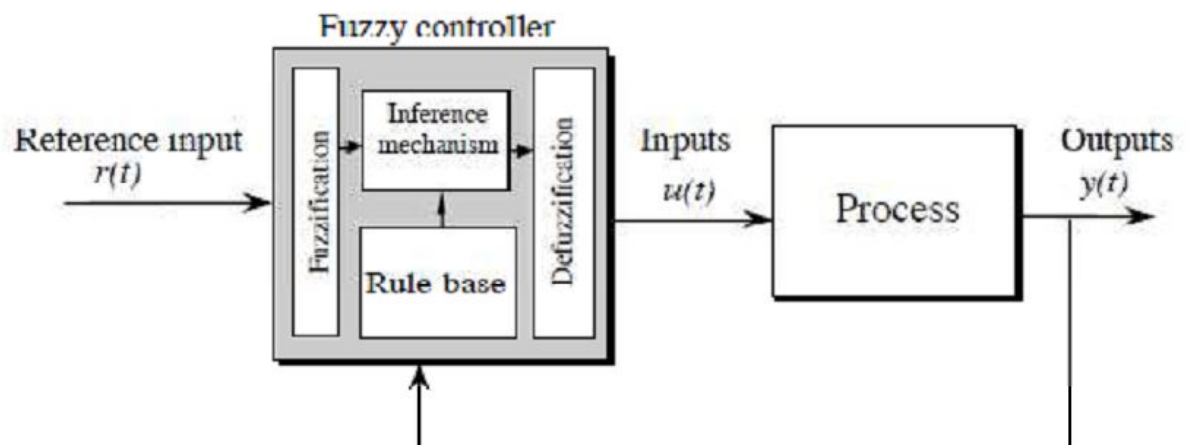 Fuzzy controller
Reference input
r(t)
Fuzzification
Inference
mechanism
Rule base
Defuzzification
Inputs
u(t)
Process
Outputs
y(t)